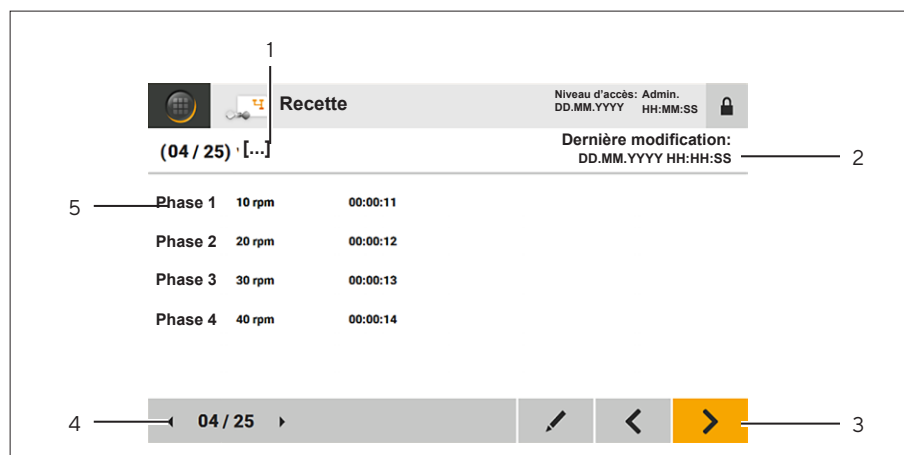 1
Recette
Niveau d'accès: Admin.
DD.MM.YYYY HH:MM:SS
(04 / 25) ' [...]
Dernière modification:
DD.MM.YYYY HH:HH:SS
2
5
Phase 1 10 rpm 00:00:11
Phase 2 20 rpm 00:00:12
Phase 3 30 rpm 00:00:13
Phase 4 40 rpm 00:00:14
4
04 / 25
3